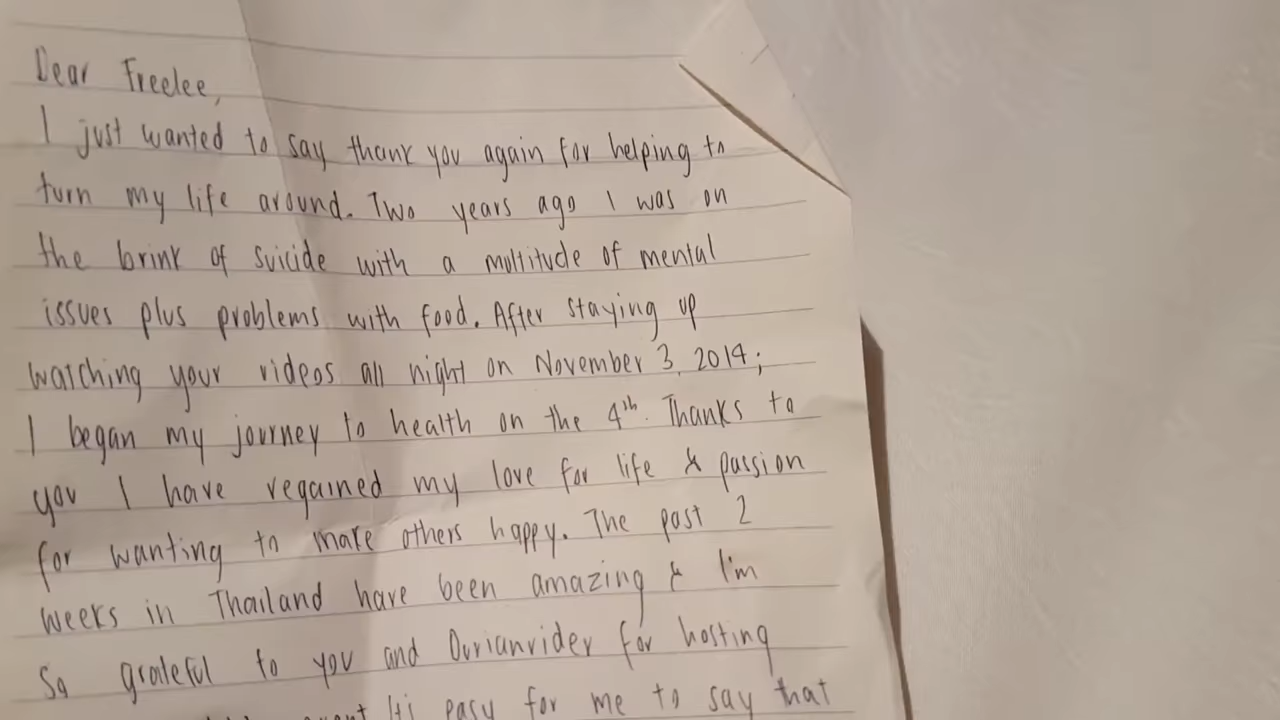 Dear Freelee,
I just wanted to say thank you again for helping to
turn my life around. Two years ago I was on
the brink of suicide with a multitude of mental
issues plus problems with food. After staying up
watching your videos all night on November 3, 2014;
I began my journey to health on the 4th. Thanks to
you I have regained my love for life & passion
for wanting to make others happy. The past 2
weeks in Thailand have been amazing & I'm
so grateful to you and Durianrider for hosting
easy for me to say that